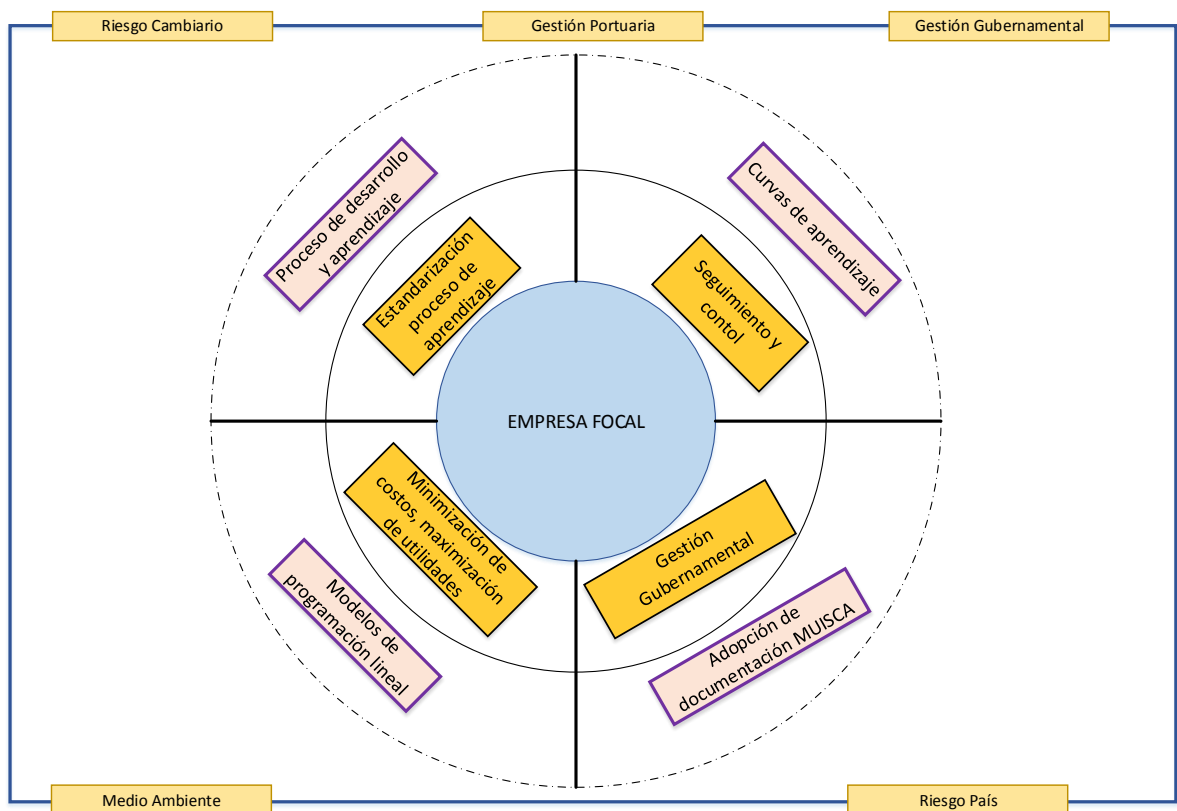 Riesgo Cambiario
Gestión Portuaria
Gestión Gubernamental
Proceso de desarrollo
y aprendizaje
Curvas de aprendizaje
Estandarización
proceso de
aprendizaje
Seguimiento y
contol
EMPRESA FOCAL
Minimización de
costos, maximización
de utilidades
Gestión
Gubernamental
Modelos de
programación lineal
Adopción de
documentación MUISCA
Medio Ambiente
Riesgo País